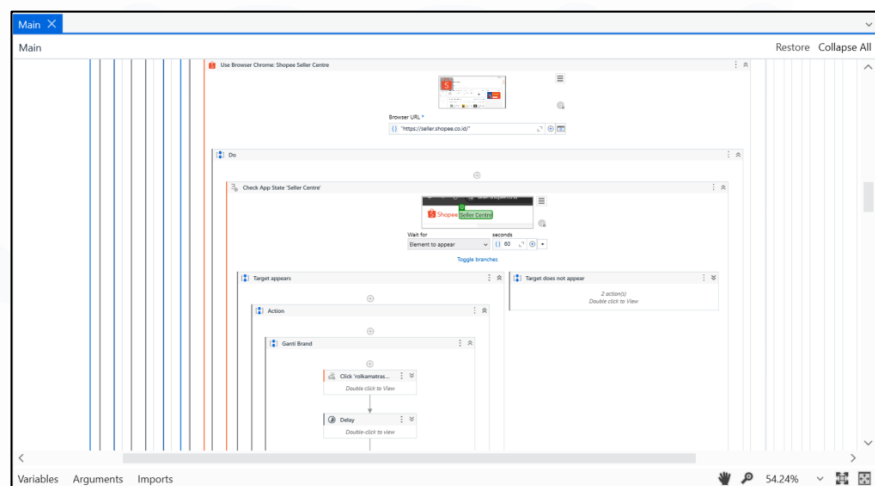 Main
Main
Restore Collapse All
Use Browser Chrome: Shopee Seller Centre
Browser URL *
"https://seller.shopee.co.id/"
Do
Check App State 'Seller Centre'
Shopee Seller Centre
Wait for seconds
Element to appear 60
Toggle branches
Target appears
Target does not appear
2 action(s)
Double click to View
Action
Ganti Brand
Click 'rolkamatras...
Double click to View
Delay
Double-click to view
Variables Arguments Imports
54.24%